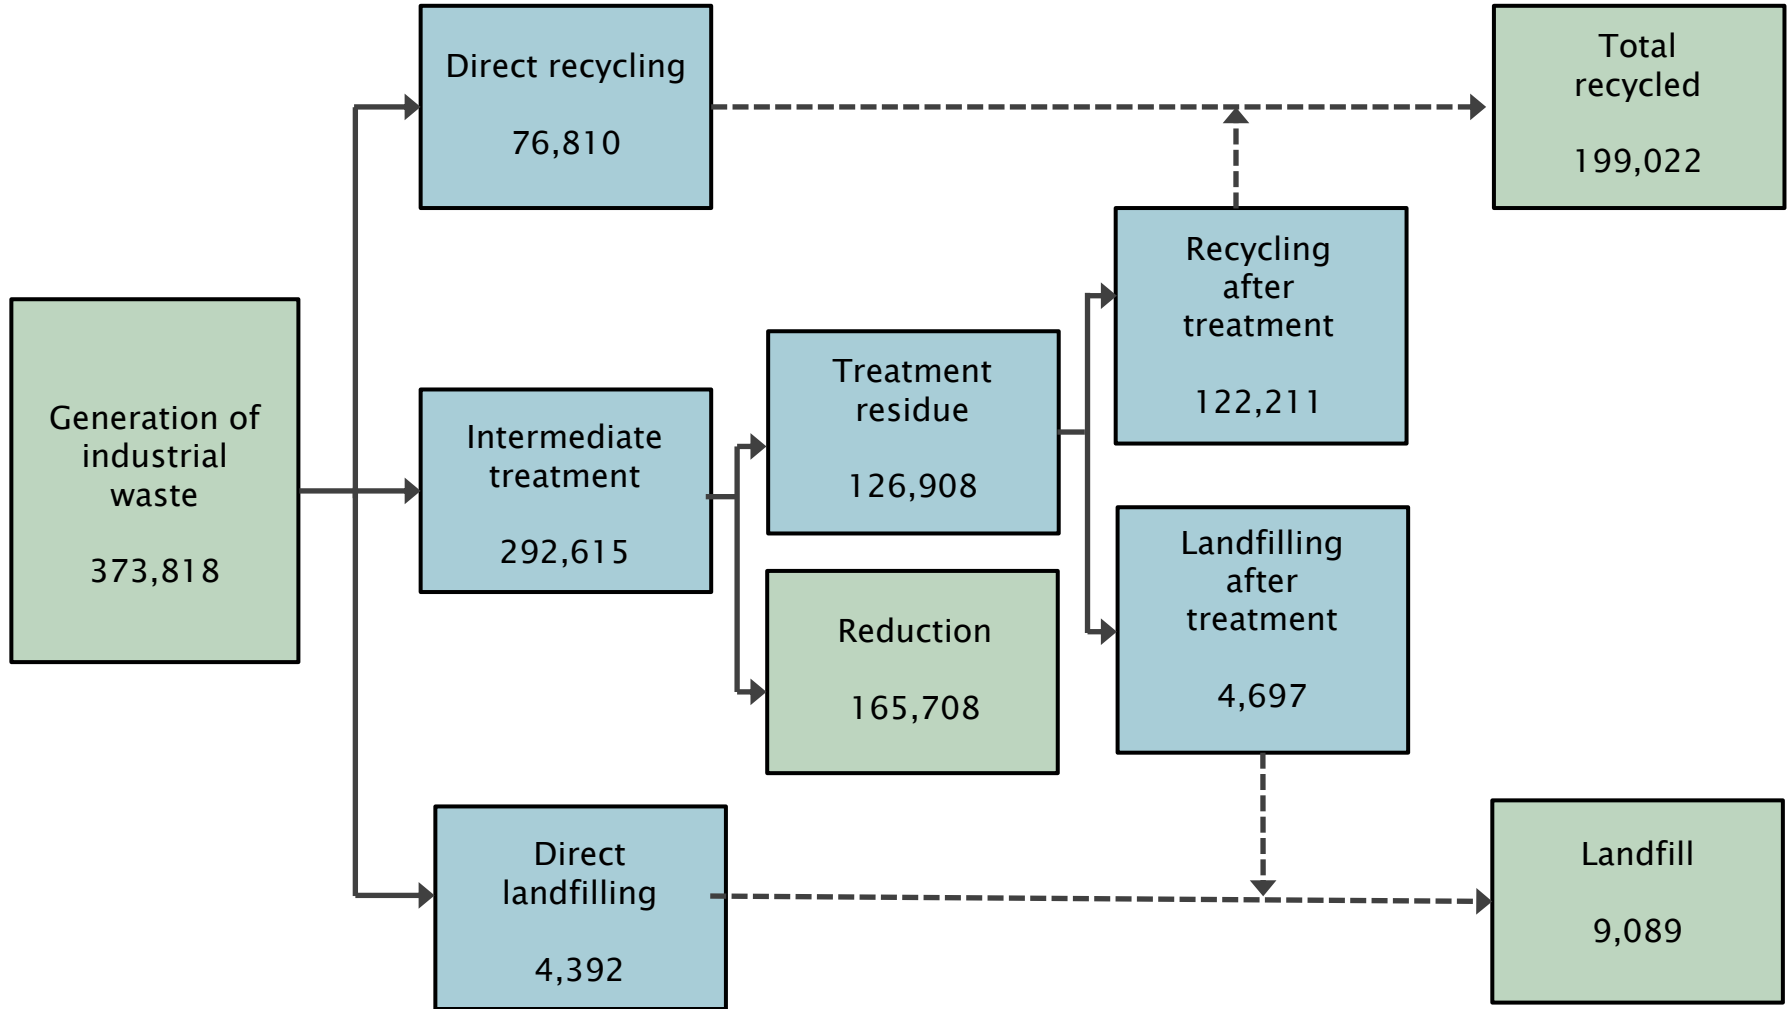 Direct recycling
76,810
Total
recycled
199,022
Recycling
after
treatment
122,211
Generation of
industrial
waste
373,818
Intermediate
treatment
292,615
Treatment
residue
126,908
Reduction
165,708
Landfilling
after
treatment
4,697
Direct
landfilling
4,392
Landfill
9,089